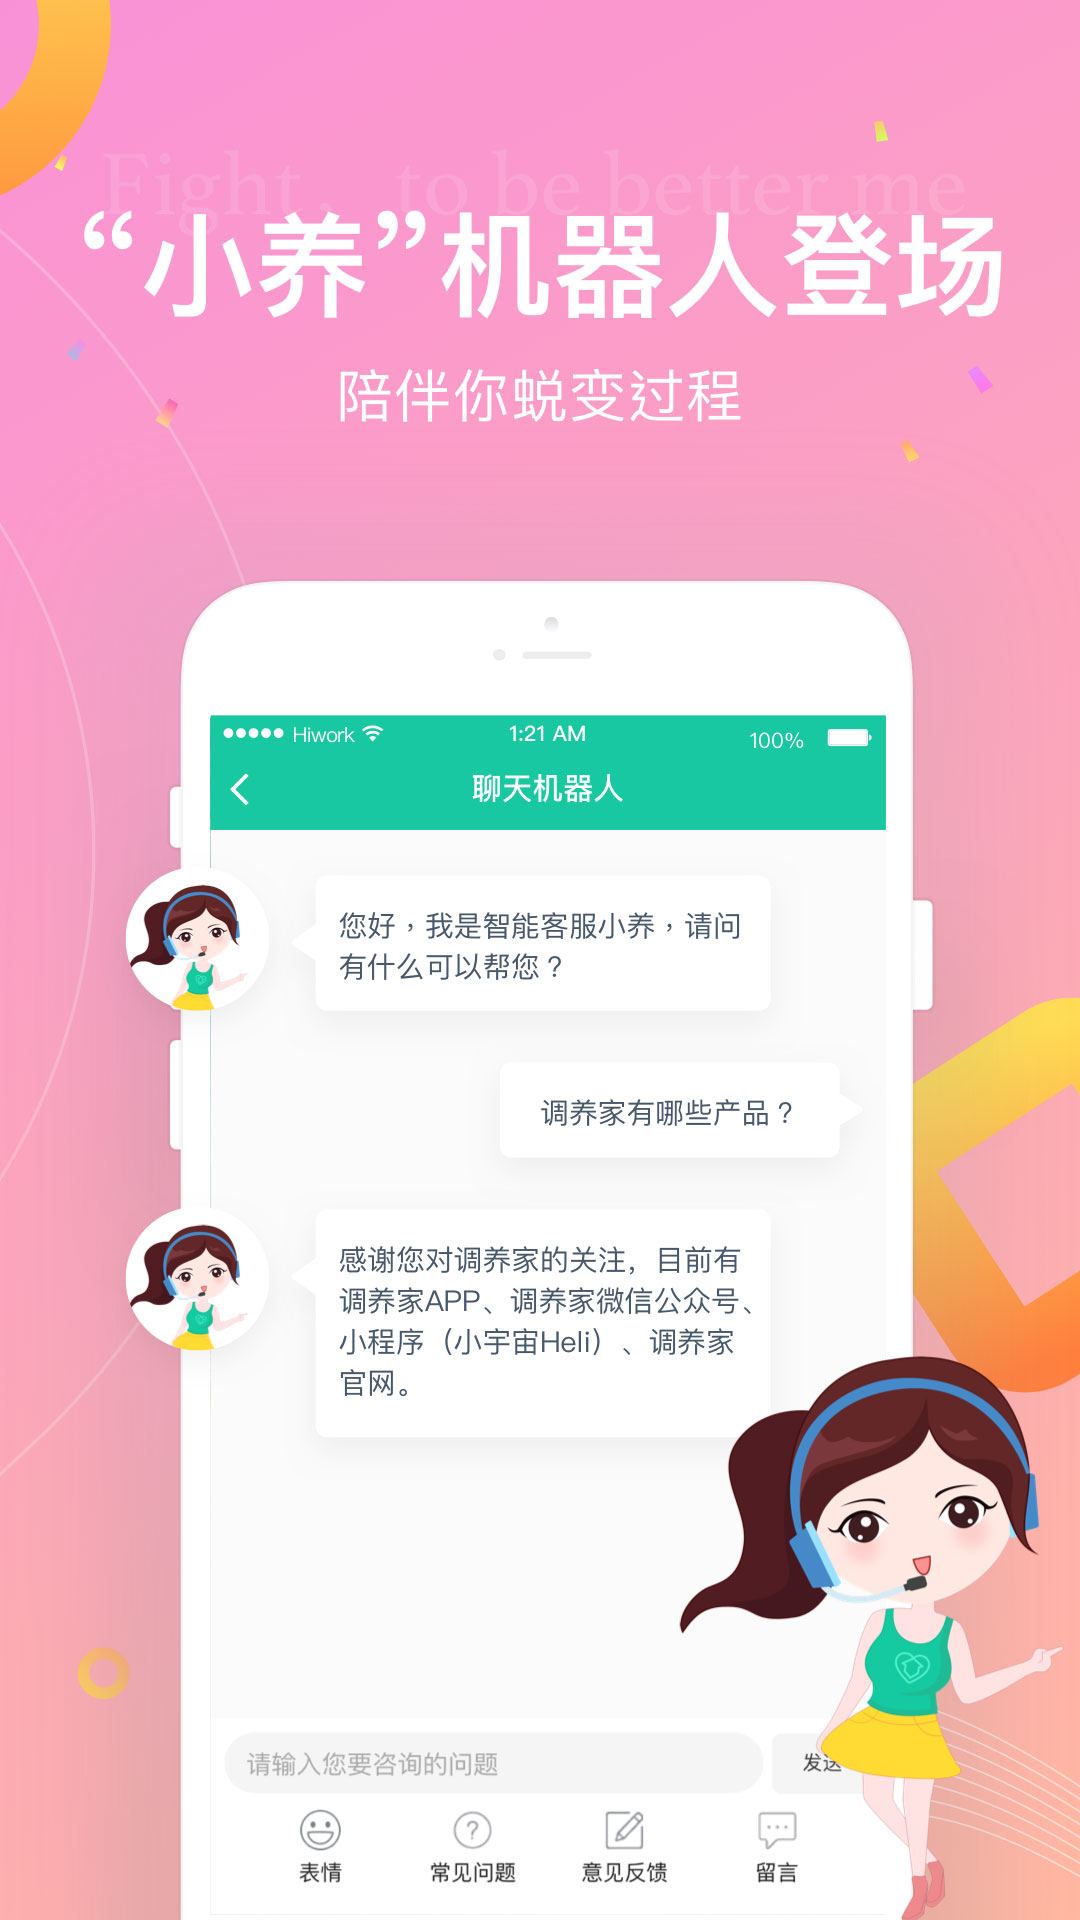 Fight, to be better me
“小养”机器人登场
陪伴你蜕变过程
Hiwork 1:21 AM 100%
聊天机器人
您好，我是智能客服小养，请问
有什么可以帮您？
调养家有哪些产品？
感谢您对调养家的关注，目前有
调养家APP、调养家微信公众号、
小程序（小宇宙Heli）、调养家
官网。
请输入您要咨询的问题
发送
表情 常见问题 意见反馈 留言